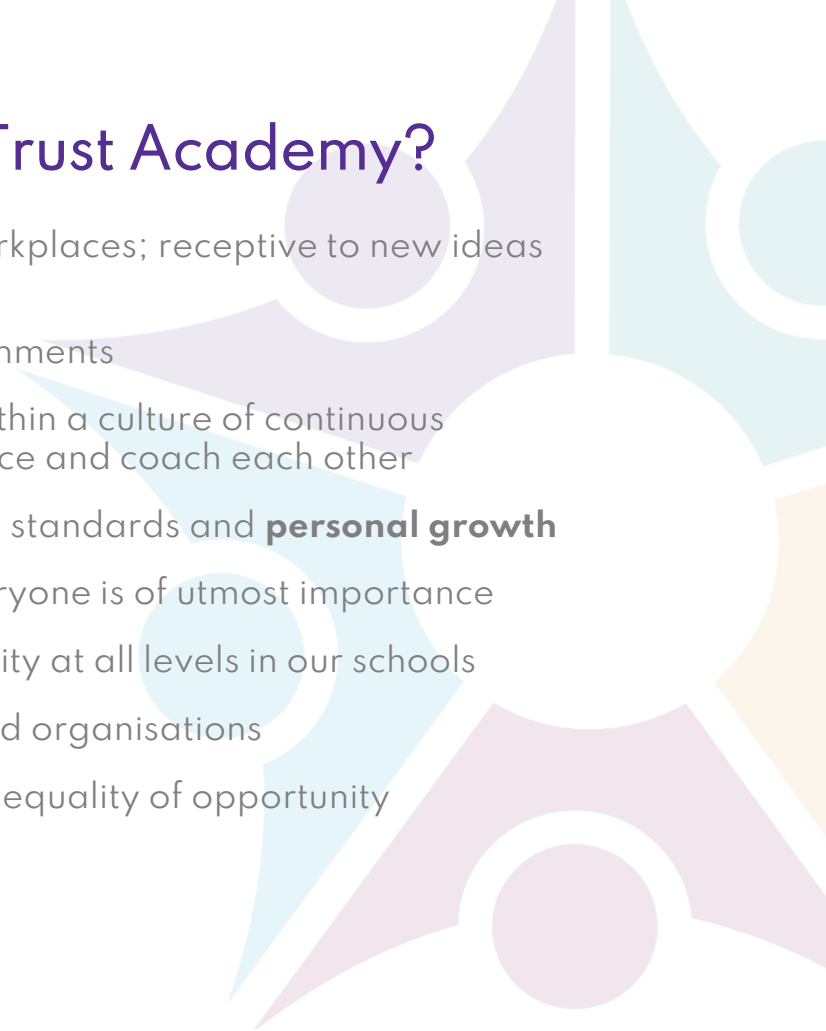 Trust Academy?
rkplaces; receptive to new ideas
nments
thin a culture of continuous
ce and coach each other
standards and personal growth
ryone is of utmost importance
ity at all levels in our schools
d organisations
equality of opportunity